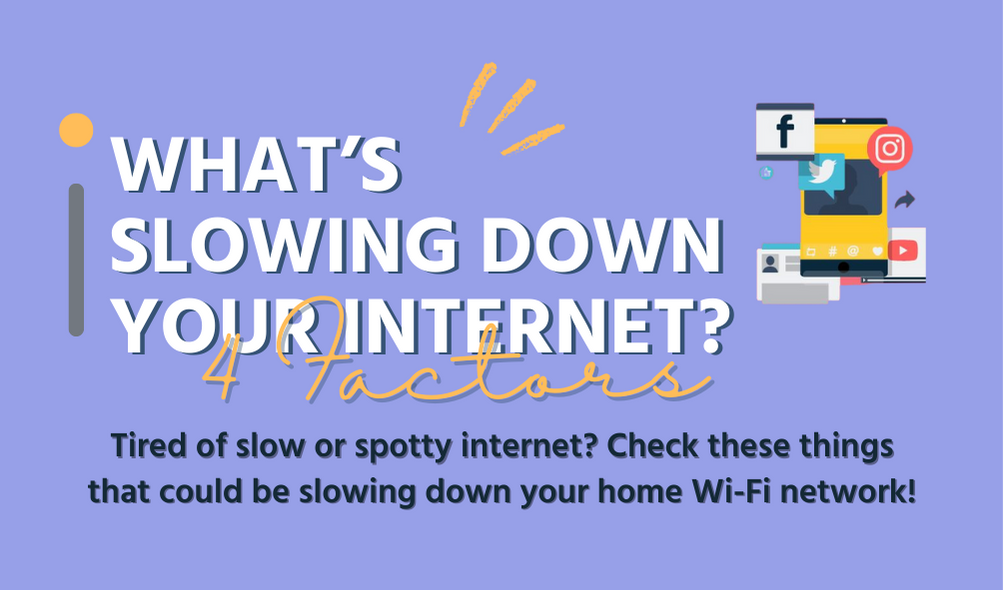 WHAT’S
SLOWING DOWN
YOUR INTERNET?
4 Factors
Tired of slow or spotty internet? Check these things
that could be slowing down your home Wi-Fi network!
f
# @